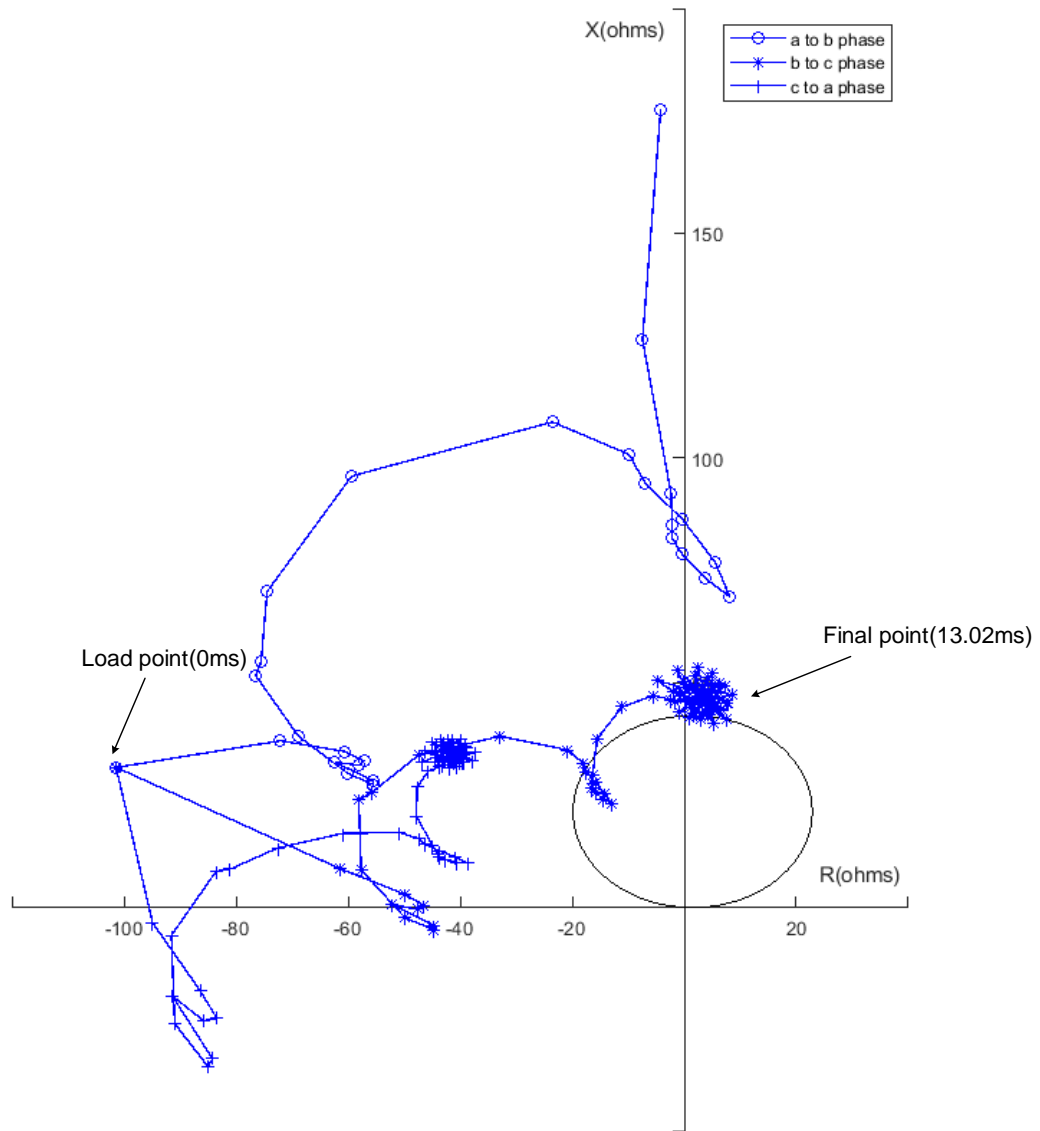 X(ohms)
a to b phase
b to c phase
c to a phase
150
100
Final point(13.02ms)
Load point(0ms)
R(ohms)
-100
-80
-60
-40
-20
20